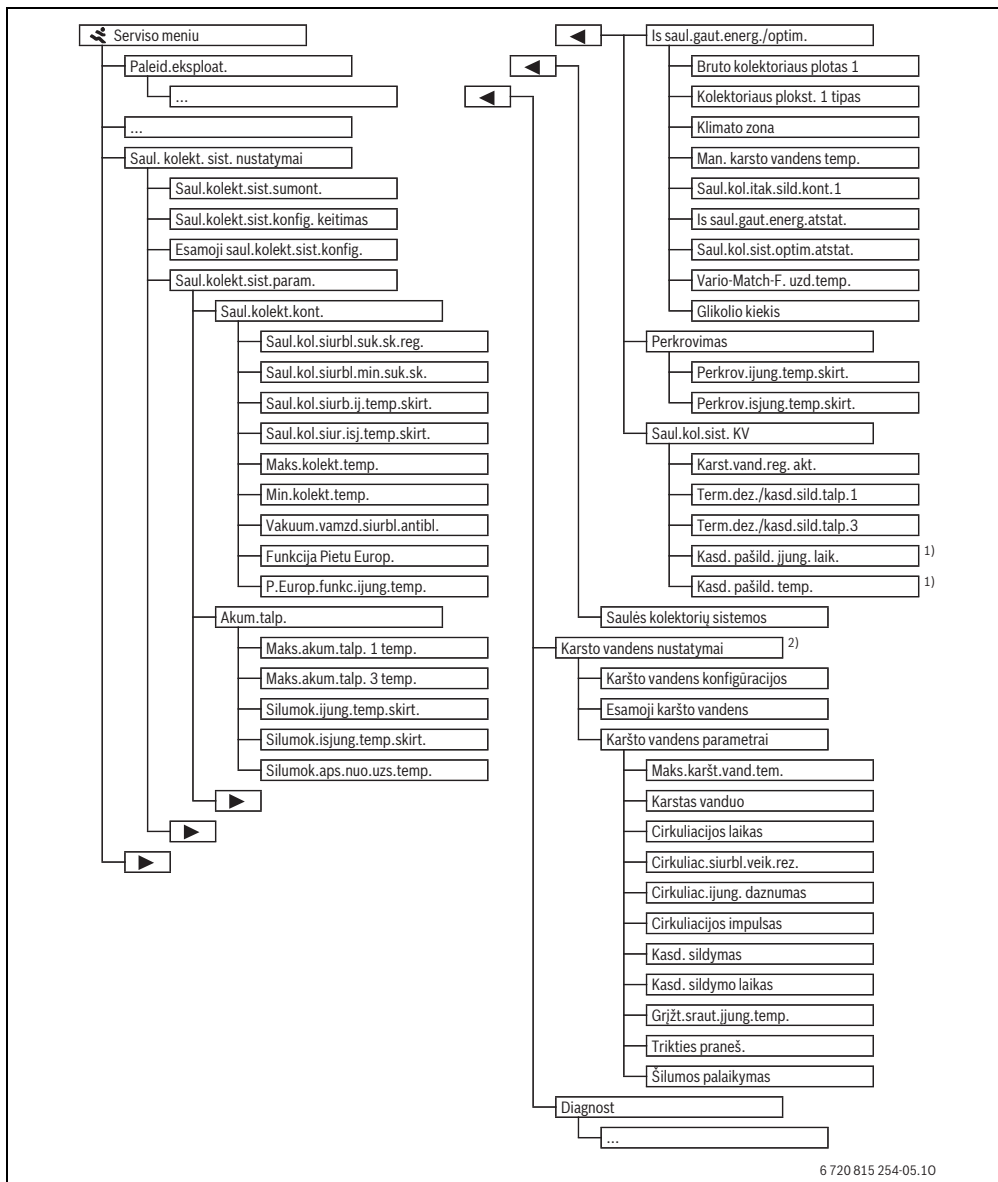 Serviso meniu
Paleid.eksploat.
...
...
Saul. kolekt. sist. nustatymai
Saul.kolekt.sist.sumont.
Saul.kolekt.sist.konfig. keitimas
Esamoji saul.kolekt.sist.konfig.
Saul.kolekt.sist.param.
Saul.kolekt.kont.
Saul.kol.siurbl.suk.sk.reg.
Saul.kol.siurbl.min.suk.sk.
Saul.kol.siurb.ij.temp.skirt.
Saul.kol.siur.isj.temp.skirt.
Maks.kolekt.temp.
Min.kolekt.temp.
Vakuum.vamzd.siurbl.antibl.
Funkcija Pietu Europ.
P.Europ.funkc.ijung.temp.
Akum.talp.
Maks.akum.talp. 1 temp.
Maks.akum.talp. 3 temp.
Silumok.ijung.temp.skirt.
Silumok.isjung.temp.skirt.
Silumok.aps.nuo.uzs.temp.
Is saul.gaut.energ./optim.
Bruto kolektoriaus plotas 1
Kolektoriaus plokst. 1 tipas
Klimato zona
Man. karsto vandens temp.
Saul.kol.itak.sild.kont.1
Is saul.gaut.energ.atstat.
Saul.kol.sist.optim.atstat.
Vario-Match-F. uzd.temp.
Glikolio kiekis
Perkrovimas
Perkrov.ijung.temp.skirt.
Perkrov.isjung.temp.skirt.
Saul.kol.sist. KV
Karst.vand.reg. akt.
Term.dez./kasd.sild.talp.1
Term.dez./kasd.sild.talp.3
Kasd. pašild. įjung. laik. 1)
Kasd. pašild. temp. 1)
Saulės kolektorių sistemos
Karsto vandens nustatymai 2)
Karšto vandens konfigūracijos
Esamoji karšto vandens
Karšto vandens parametrai
Maks.karšt.vand.tem.
Karstas vanduo
Cirkuliacijos laikas
Cirkuliac.siurbl.veik.rez.
Cirkuliac.ijung. daznumas
Cirkuliacijos impulsas
Kasd. sildymas
Kasd. sildymo laikas
Grįžt.sraut.įjung.temp.
Trikties praneš.
Šilumos palaikymas
Diagnost
...
6 720 815 254-05.1O